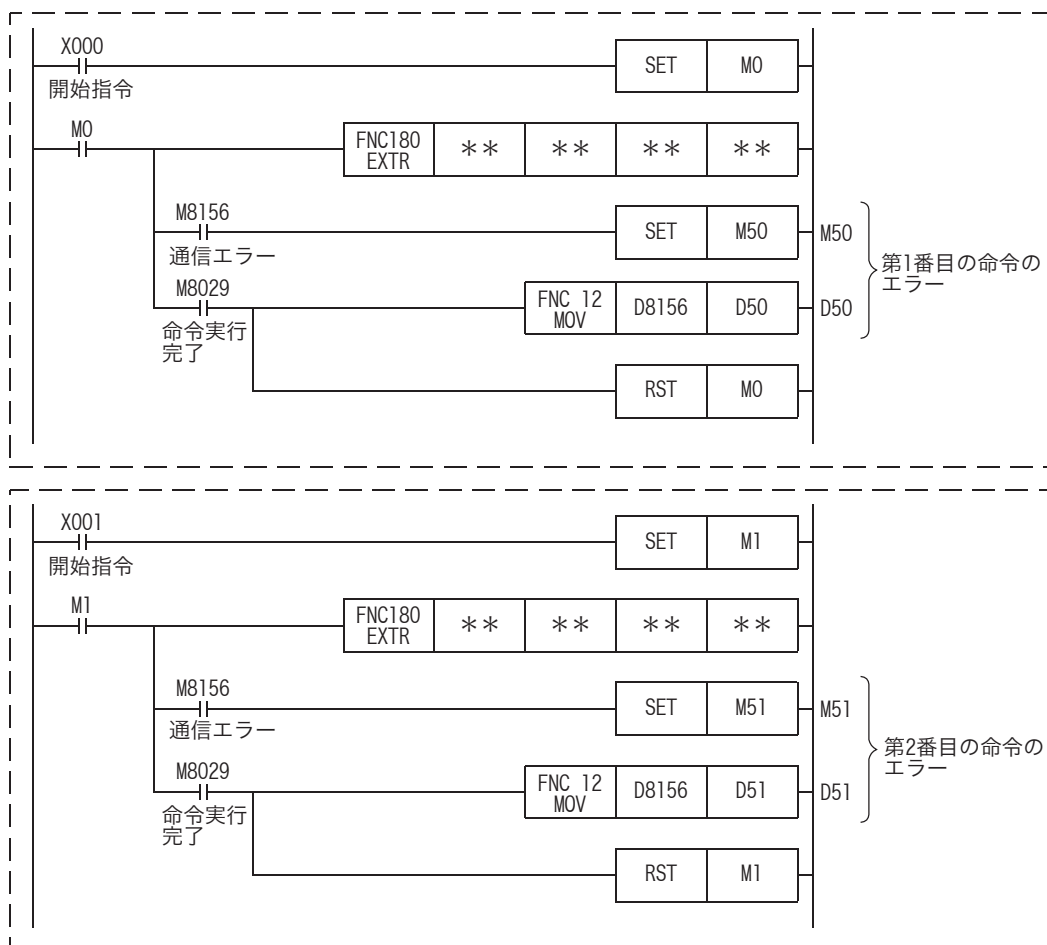 X000
SET M0
開始指令
M0
FNC180
EXTR
** ** ** **
M8156
SET M50 M50
通信エラー
第1番目の命令の
エラー
M8029
FNC 12
MOV
D8156 D50 D50
命令実行
完了
RST M0
X001
SET M1
開始指令
M1
FNC180
EXTR
** ** ** **
M8156
SET M51 M51
通信エラー
第2番目の命令の
エラー
M8029
FNC 12
MOV
D8156 D51 D51
命令実行
完了
RST M1